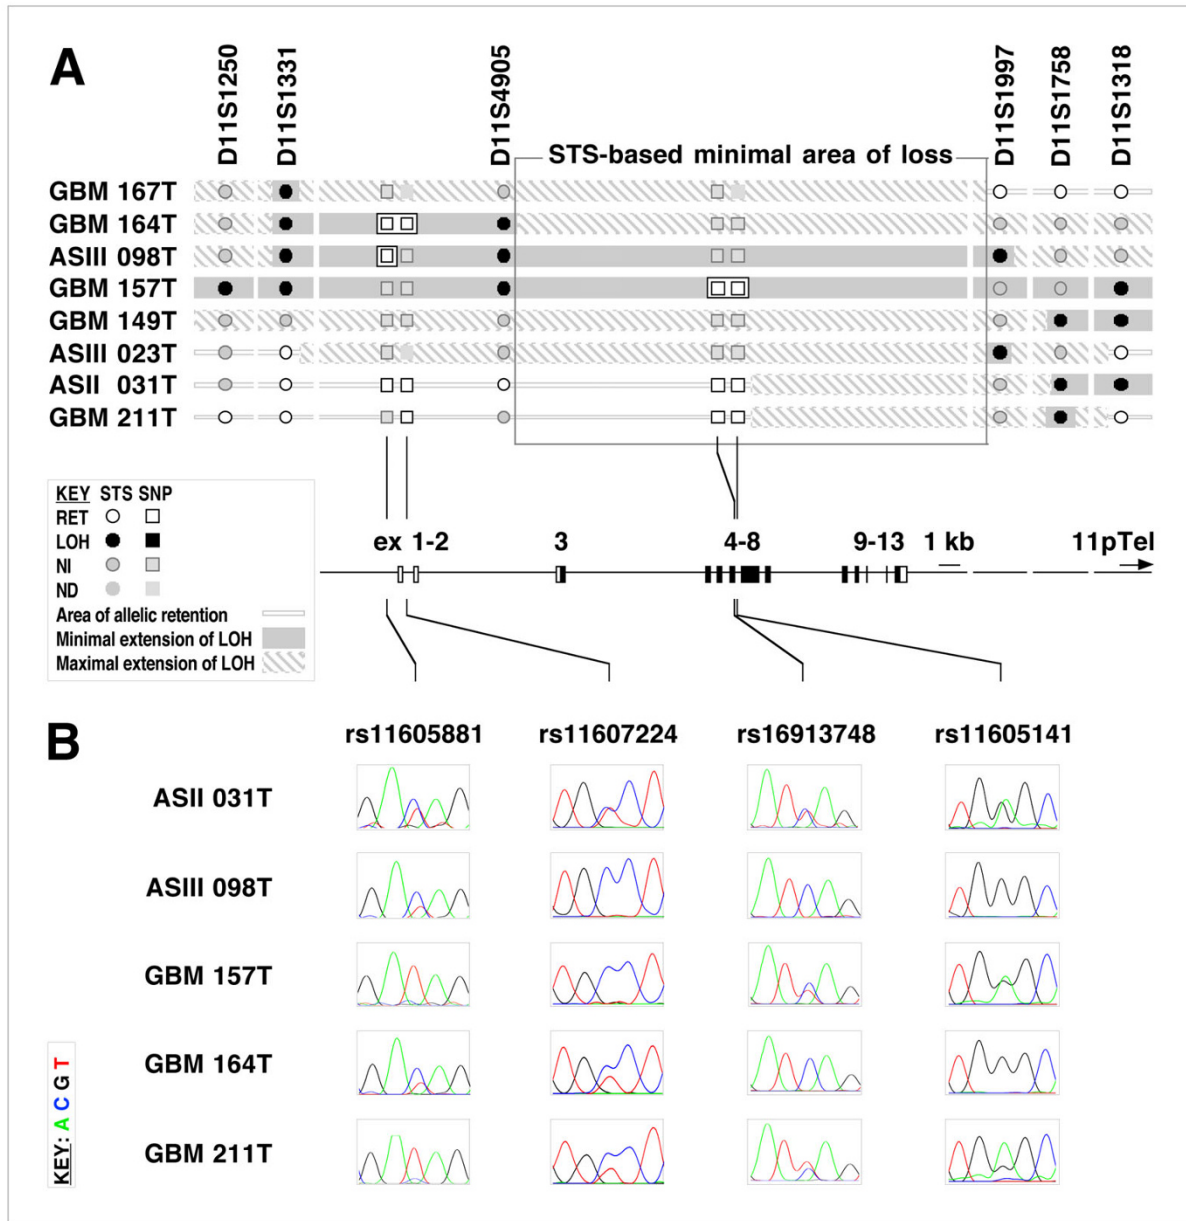 A
D11S1250 D11S1331 D11S4905 D11S1997 D11S1758 D11S1318
STS-based minimal area of loss
GBM 167T
GBM 164T
ASIII 098T
GBM 157T
GBM 149T
ASIII 023T
ASII 031T
GBM 211T
KEY STS SNP
RET
LOH
NI
ND
Area of allelic retention
Minimal extension of LOH
Maximal extension of LOH
ex 1-2 3 4-8 9-13 1 kb 11pTel
B
rs11605881 rs11607224 rs16913748 rs11605141
ASII 031T
ASIII 098T
GBM 157T
GBM 164T
GBM 211T
KEY: A C G T